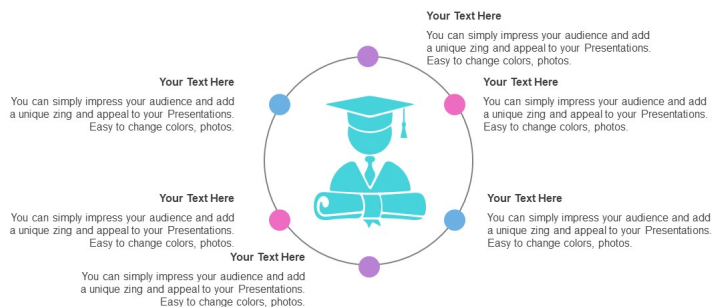 Your Text Here
You can simply impress your audience and add
a unique zing and appeal to your Presentations.
Easy to change colors, photos.
Your Text Here
You can simply impress your audience and add
a unique zing and appeal to your Presentations.
Easy to change colors, photos.
Your Text Here
You can simply impress your audience and add
a unique zing and appeal to your Presentations.
Easy to change colors, photos.
Your Text Here
You can simply impress your audience and add
a unique zing and appeal to your Presentations.
Easy to change colors, photos.
Your Text Here
You can simply impress your audience and add
a unique zing and appeal to your Presentations.
Easy to change colors, photos.
Your Text Here
You can simply impress your audience and add
a unique zing and appeal to your Presentations.
Easy to change colors, photos.